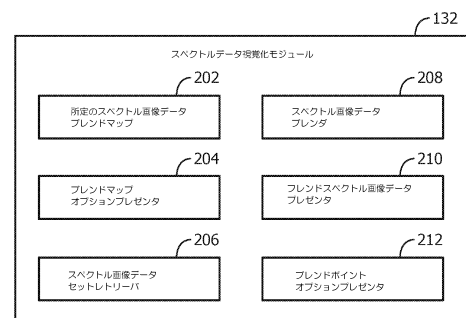 132
スペクトルデータ視覚化モジュール
202
所定のスペクトル画像データ
ブレンドマップ
208
スペクトル画像データ
ブレンダ
204
ブレンドマップ
オプションプレゼンタ
210
フレンドスペクトル画像データ
プレゼンタ
206
スペクトル画像データ
セットレトリーバ
212
ブレンドポイント
オプションプレゼンタ